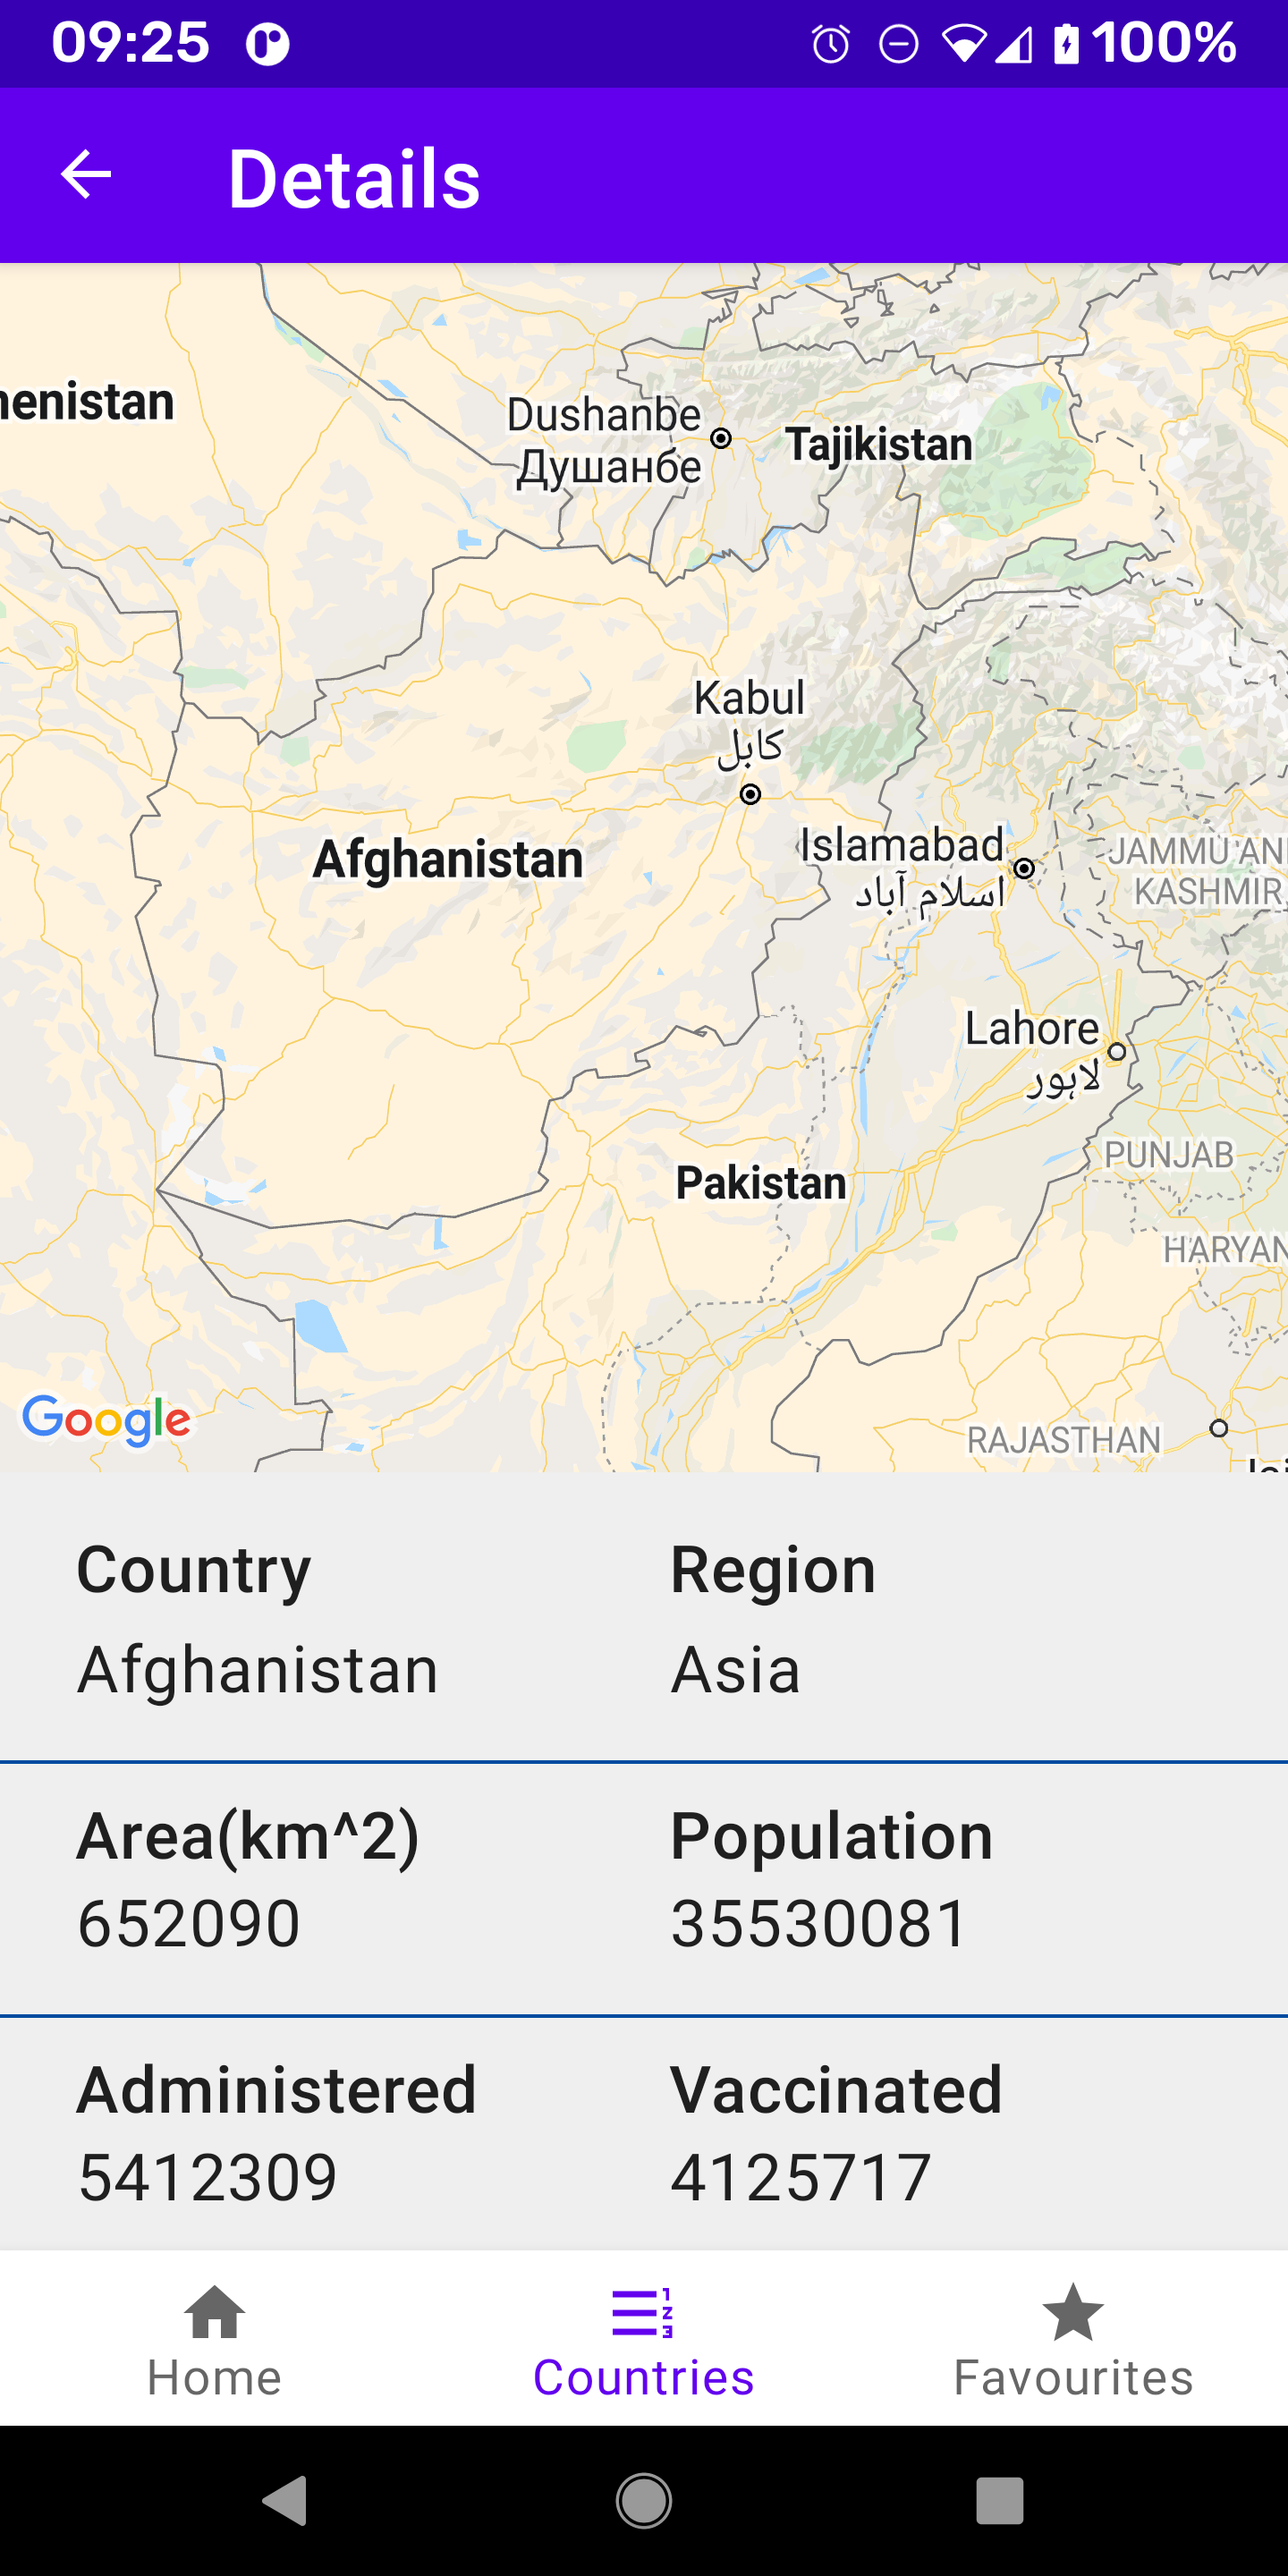 09:25 100%
Details
nenistan
Dushanbe
Душанбе
Tajikistan
Kabul
کابل
Afghanistan
Islamabad
اسلام آباد
JAMMU AN
KASHMIR
Lahore
لاہور
PUNJAB
Pakistan
HARYAN
Google
RAJASTHAN
Country Region
Afghanistan Asia
Area(km^2) Population
652090 35530081
Administered Vaccinated
5412309 4125717
Home Countries Favourites